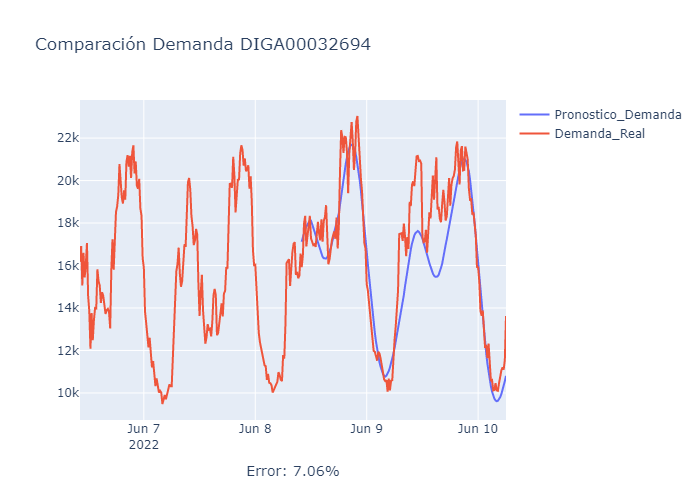 Comparación Demanda DIGA00032694
Pronostico_Demanda
Demanda_Real
22k
20k
18k
16k
14k
12k
10k
Jun 7
2022
Jun 8
Jun 9
Jun 10
Error: 7.06%